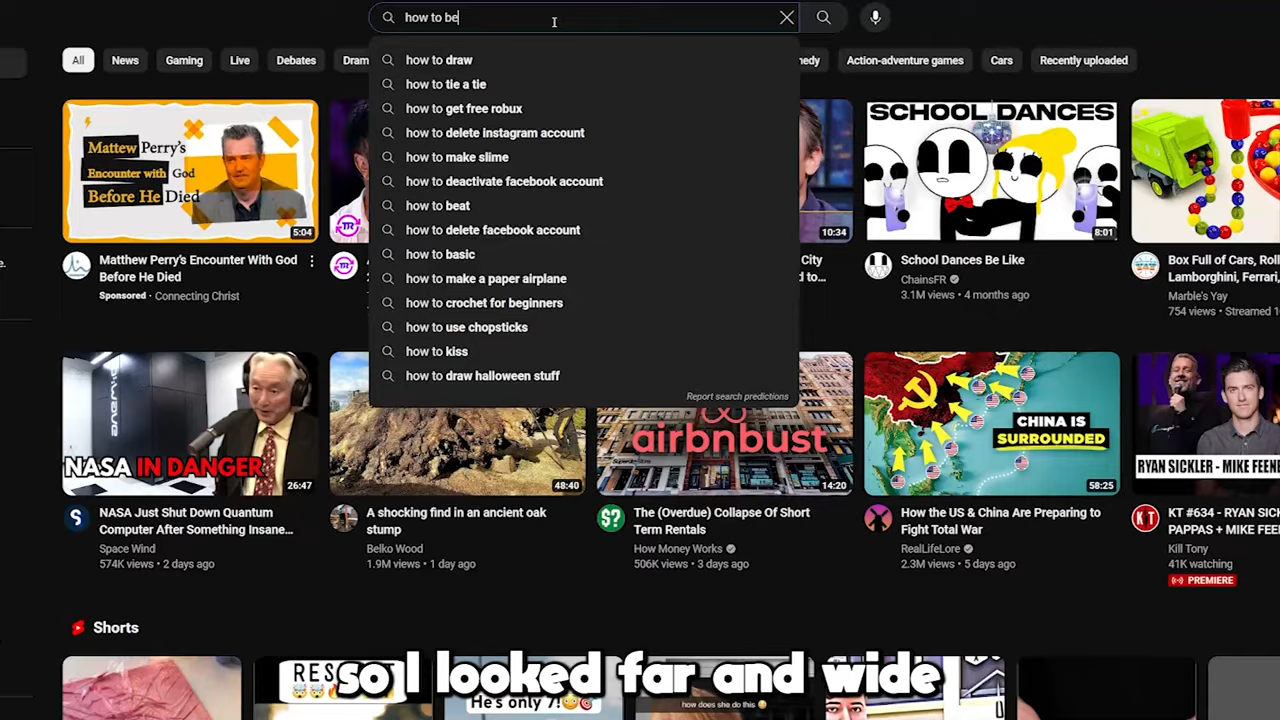 how to be
how to draw
how to tie a tie
how to get free robux
how to delete instagram account
how to make slime
how to deactivate facebook account
how to beat
how to delete facebook account
how to basic
how to make a paper airplane
how to crochet for beginners
how to use chopsticks
how to kiss
how to draw halloween stuff
Report search predictions
All
News
Gaming
Live
Debates
Dram
nedy
Action-adventure games
Cars
Recently uploaded
Mattew Perry's
Encounter with God
Before He Died
5:04
TR
10:34
SCHOOL DANCES
8:01
Matthew Perry's Encounter With God
Before He Died
Sponsored · Connecting Christ
TR
City
to...
School Dances Be Like
ChainsFR
3.1M views · 4 months ago
Box Full of Cars, Roll
Lamborghini, Ferrari,
Marble's Yay
754 views · Streamed 1
e.
NASA IN DANGER
26:47
48:40
airbnbust
14:20
CHINA IS
SURROUNDED
58:25
RYAN SICKLER - MIKE FEEN
NASA Just Shut Down Quantum
Computer After Something Insane...
Space Wind
574K views · 2 days ago
A shocking find in an ancient oak
stump
Belko Wood
1.9M views · 1 day ago
$?
The (Overdue) Collapse Of Short
Term Rentals
How Money Works
506K views · 3 days ago
How the US & China Are Preparing to
Fight Total War
RealLifeLore
2.3M views · 5 days ago
KT
KT #634 - RYAN SICK
PAPPAS + MIKE FEEN
Kill Tony
41K watching
PREMIERE
Shorts
RES
so I looked far and wide
He's only 7!
how does she do this